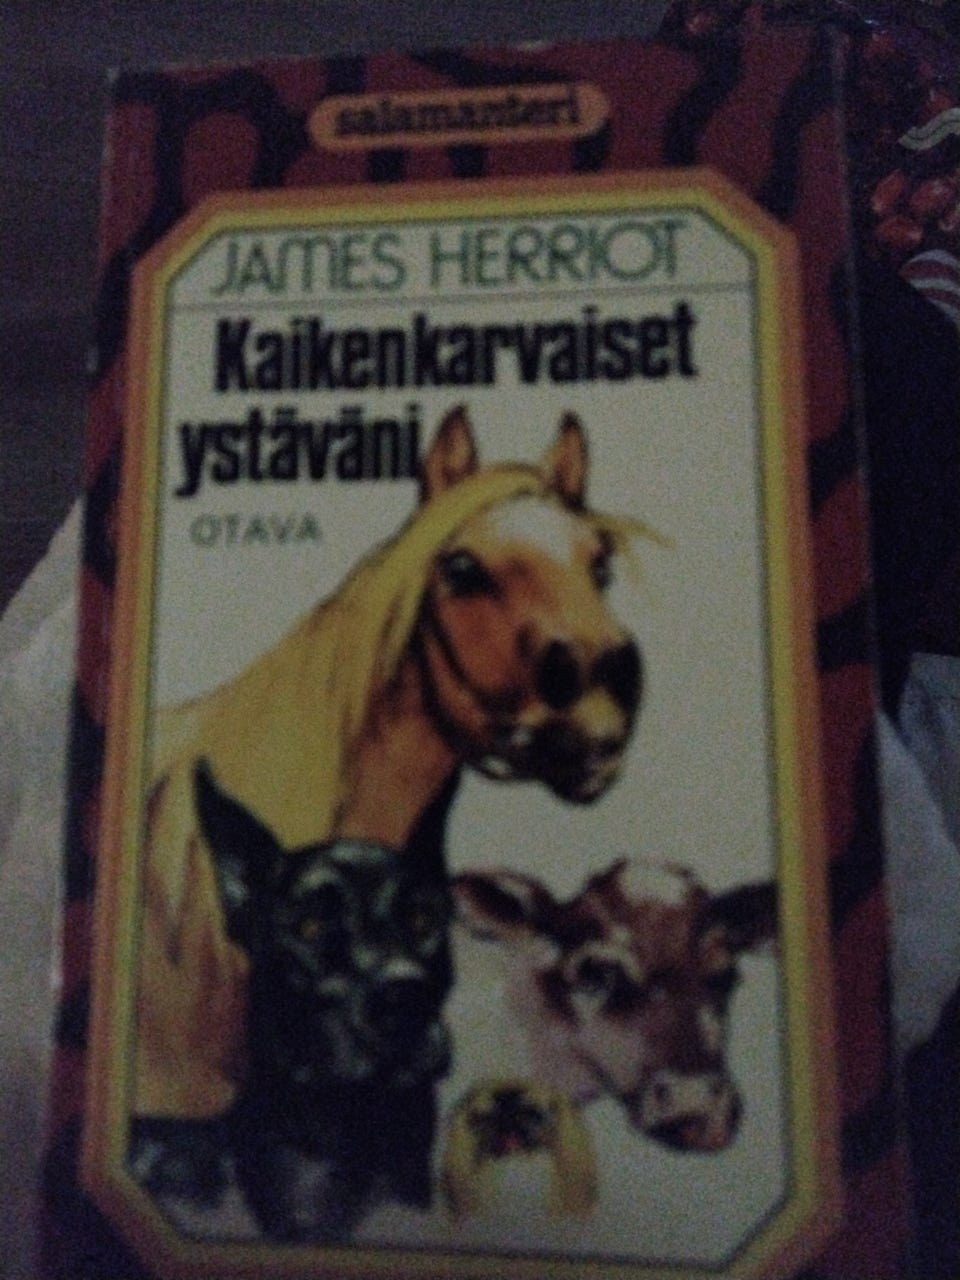 salamanteri
JAMES HERRIOT
Kaikenkarvaiset
ystäväni
OTAVA